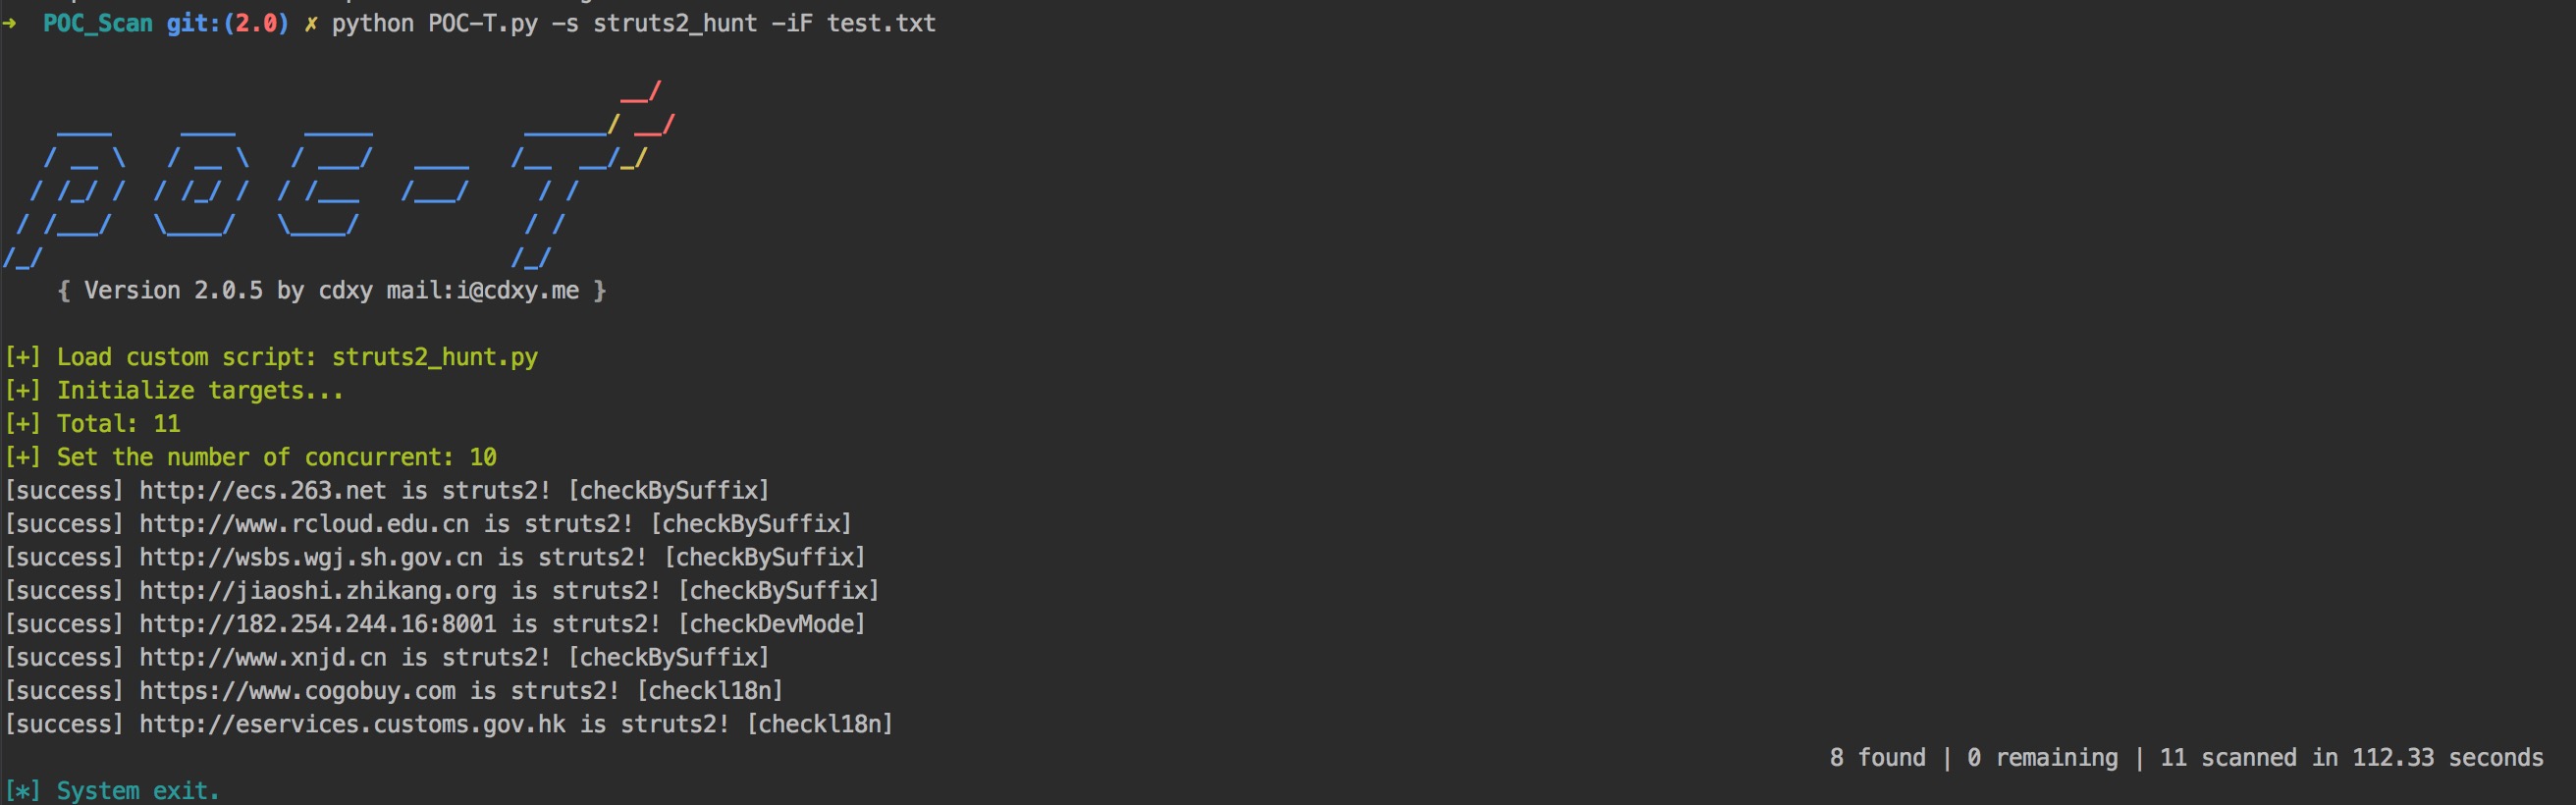 → POC_Scan git:(2.0) ✗ python POC-T.py -s struts2_hunt -iF test.txt
POC-T
{ Version 2.0.5 by cdxy mail:i@cdxy.me }
[+] Load custom script: struts2_hunt.py
[+] Initialize targets...
[+] Total: 11
[+] Set the number of concurrent: 10
[success] http://ecs.263.net is struts2! [checkBySuffix]
[success] http://www.rcloud.edu.cn is struts2! [checkBySuffix]
[success] http://wsbs.wgj.sh.gov.cn is struts2! [checkBySuffix]
[success] http://jiaoshi.zhikang.org is struts2! [checkBySuffix]
[success] http://182.254.244.16:8001 is struts2! [checkDevMode]
[success] http://www.xnjd.cn is struts2! [checkBySuffix]
[success] https://www.cogobuy.com is struts2! [checkl18n]
[success] http://eservices.customs.gov.hk is struts2! [checkl18n]
8 found | 0 remaining | 11 scanned in 112.33 seconds
[*] System exit.